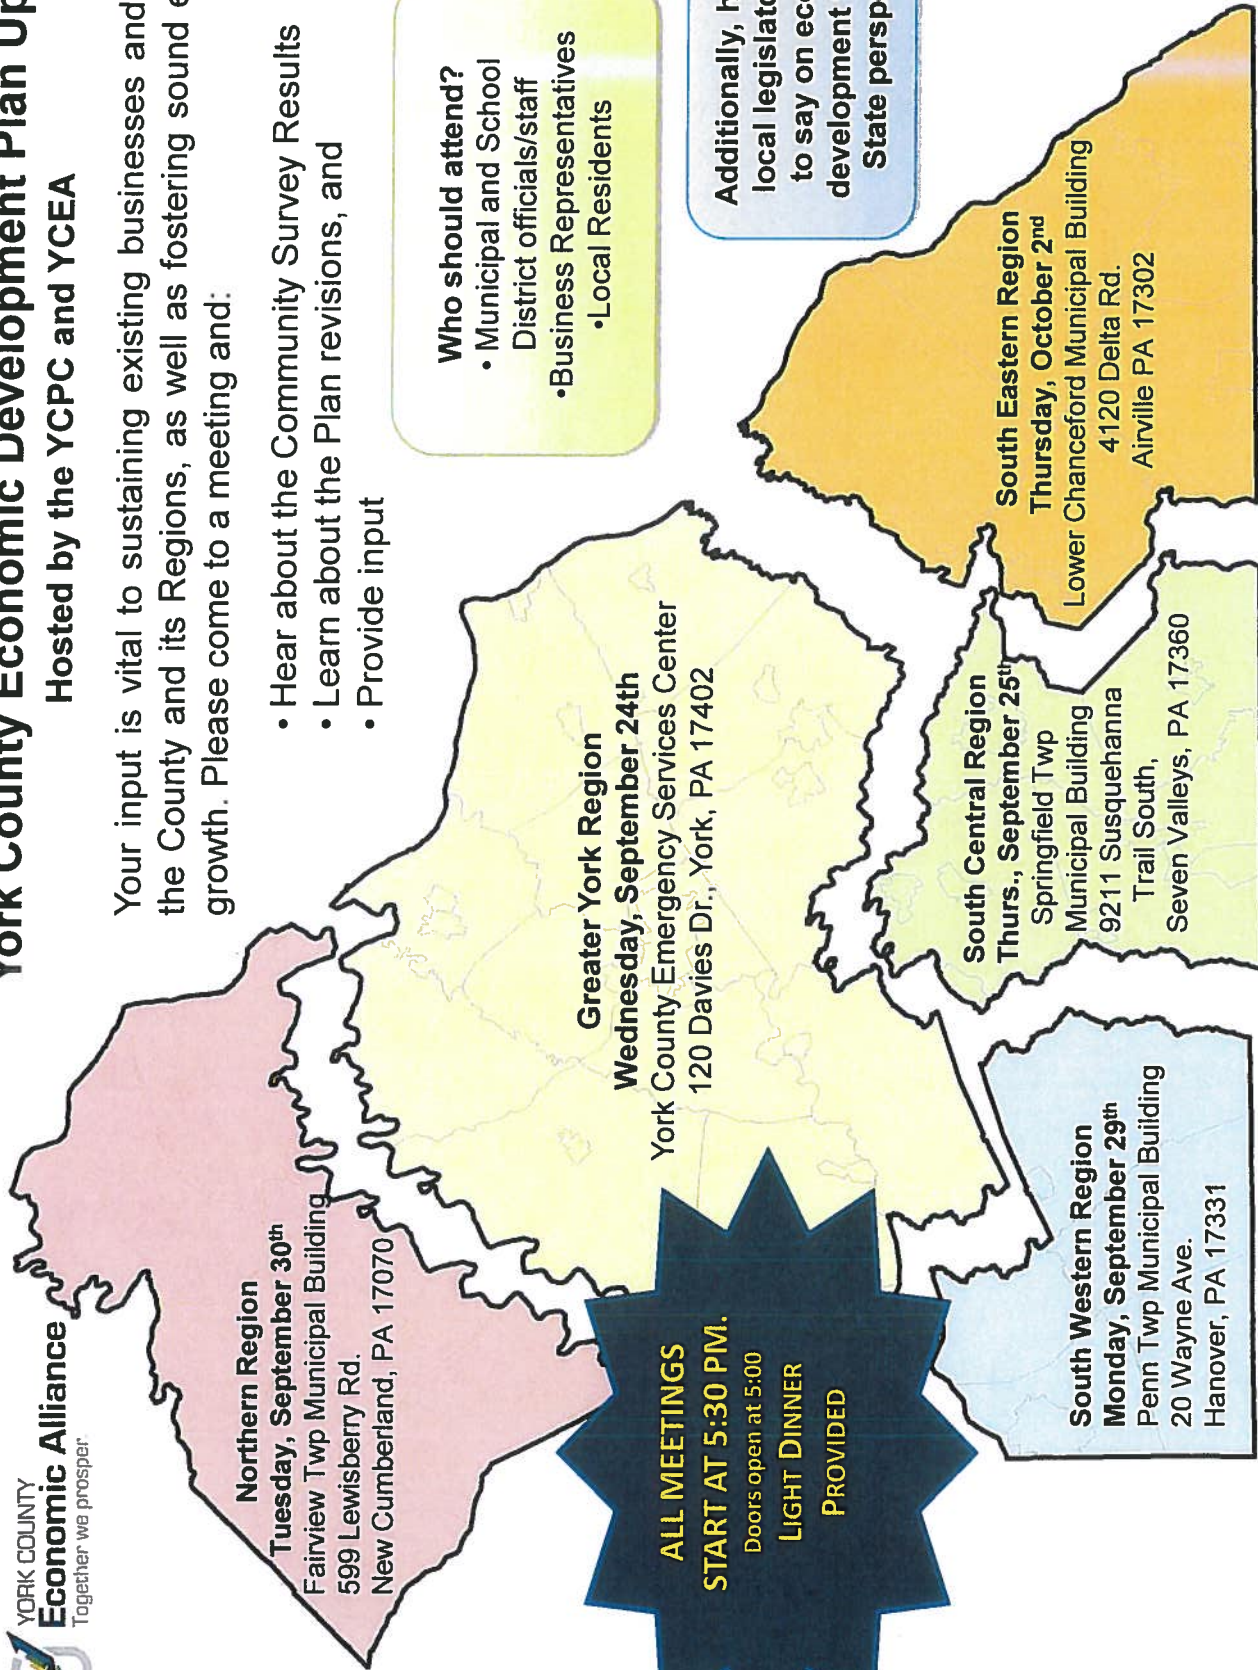 YORK COUNTY
Economic Alliance
Together we prosper.
York County Economic Development Plan
Hosted by the YCPC and YCEA
Your input is vital to sustaining existing businesses and
the County and its Regions, as well as fostering sound
growth. Please come to a meeting and:
• Hear about the Community Survey Results
• Learn about the Plan revisions, and
• Provide input
Who should attend?
• Municipal and School
District officials/staff
•Business Representatives
•Local Residents
Additionally,
local
to say on
development
State
Northern Region
Tuesday, September 30th
Fairview Twp Municipal Building
599 Lewisberry Rd.
New Cumberland, PA 17070
Greater York Region
Wednesday, September 24th
York County Emergency Services Center
120 Davies Dr., York, PA 17402
ALL MEETINGS
START AT 5:30 PM.
Doors open at 5:00
LIGHT DINNER
PROVIDED
South Western Region
Monday, September 29th
Penn Twp Municipal Building
20 Wayne Ave.
Hanover, PA 17331
South Central Region
Thurs., September 25th
Springfield Twp
Municipal Building
9211 Susquehanna
Trail South,
Seven Valleys, PA 17360
South Eastern Region
Thursday, October 2nd
Lower Chanceford Municipal Building
4120 Delta Rd.
Airville PA 17302